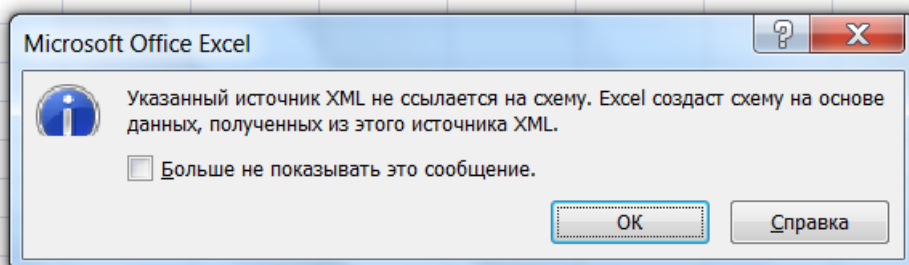 Microsoft Office Excel
Указанный источник XML не ссылается на схему. Excel создаст схему на основе
данных, полученных из этого источника XML.
Больше не показывать это сообщение.
ОК
Справка